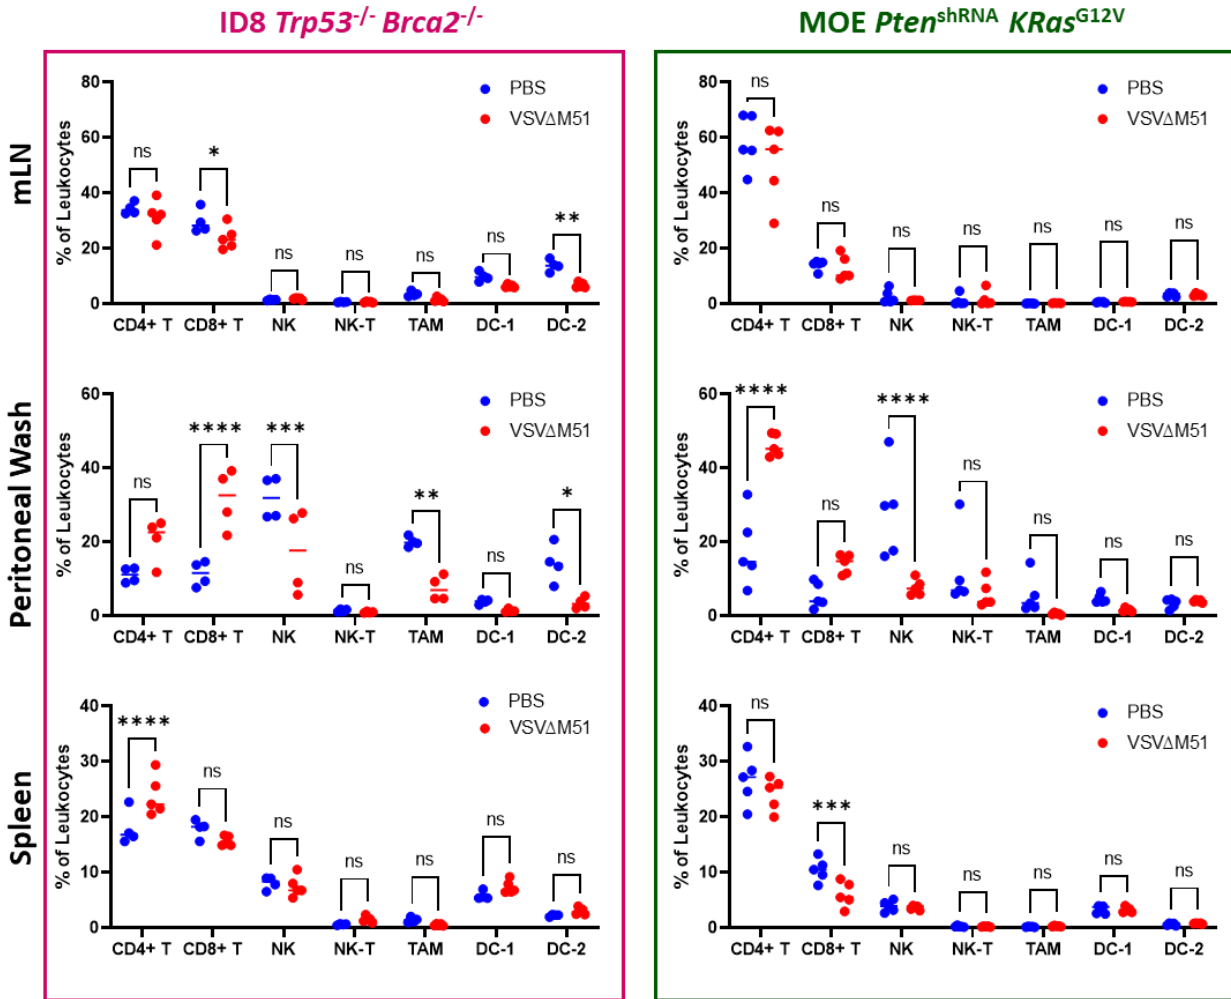 ID8 Trp53-/- Brca2-/-
MOE PtenshRNA KRasG12V
mLN
% of Leukocytes
80
60
40
20
0
ns
*
ns
ns
ns
ns
**
PBS
VSVΔM51
CD4+ T CD8+ T NK NK-T TAM DC-1 DC-2
% of Leukocytes
80
60
40
20
0
ns
ns
ns
ns
ns
ns
ns
PBS
VSVΔM51
CD4+ T CD8+ T NK NK-T TAM DC-1 DC-2
Peritoneal Wash
% of Leukocytes
60
40
20
0
ns
****
***
ns
**
ns
*
PBS
VSVΔM51
CD4+ T CD8+ T NK NK-T TAM DC-1 DC-2
% of Leukocytes
60
40
20
0
****
ns
****
ns
ns
ns
ns
PBS
VSVΔM51
CD4+ T CD8+ T NK NK-T TAM DC-1 DC-2
Spleen
% of Leukocytes
40
30
20
10
0
****
ns
ns
ns
ns
ns
ns
PBS
VSVΔM51
CD4+ T CD8+ T NK NK-T TAM DC-1 DC-2
% of Leukocytes
40
30
20
10
0
ns
***
ns
ns
ns
ns
ns
PBS
VSVΔM51
CD4+ T CD8+ T NK NK-T TAM DC-1 DC-2